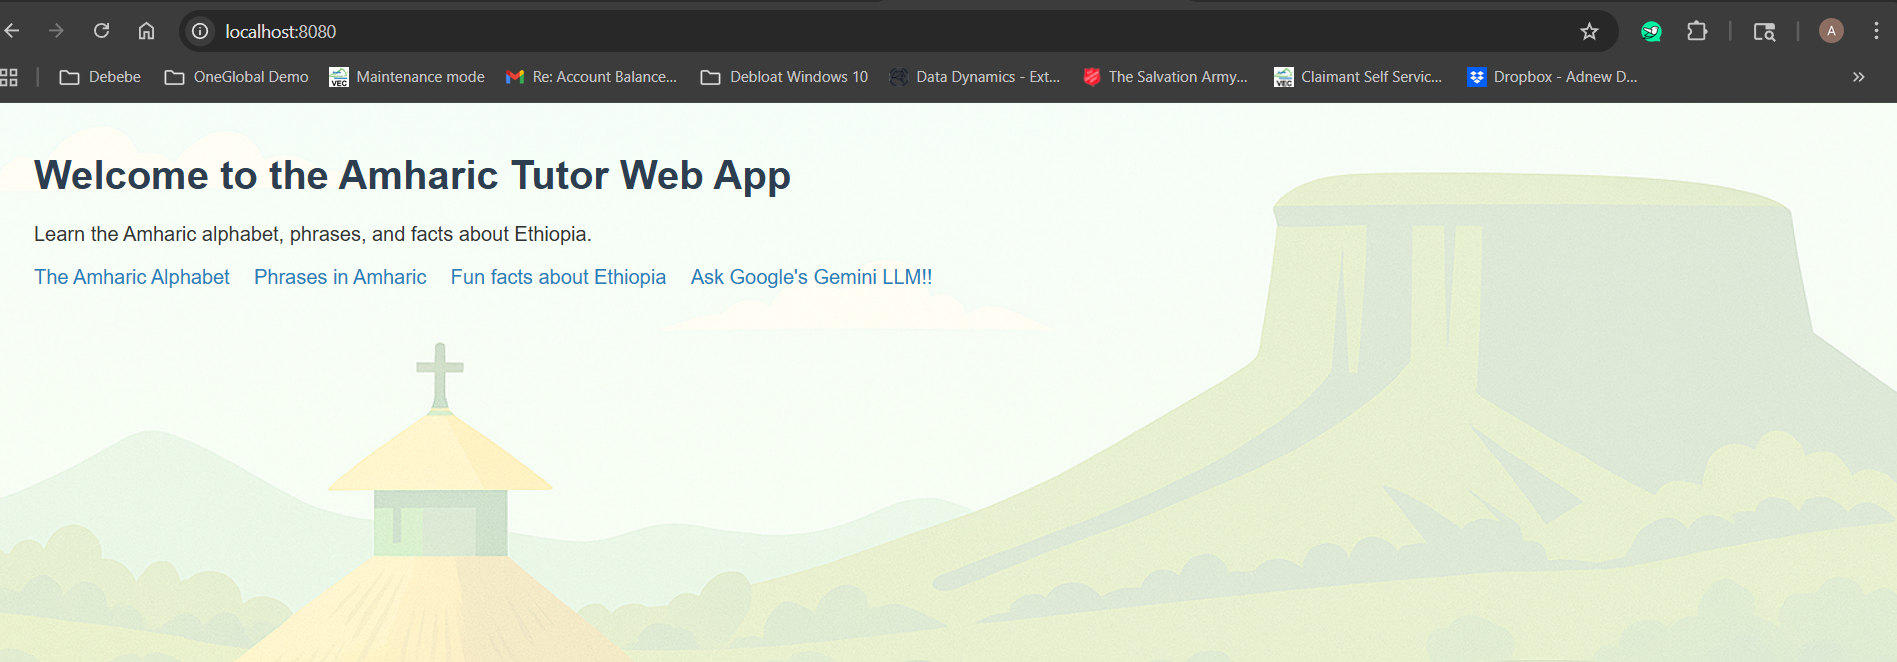 localhost:8080
A
Debebe
OneGlobal Demo
VEC
Maintenance mode
Re: Account Balance...
Debloat Windows 10
Data Dynamics - Ext...
The Salvation Army...
VEC
Claimant Self Servic...
Dropbox - Adnew D...
Welcome to the Amharic Tutor Web App
Learn the Amharic alphabet, phrases, and facts about Ethiopia.
The Amharic Alphabet Phrases in Amharic Fun facts about Ethiopia Ask Google's Gemini LLM!!